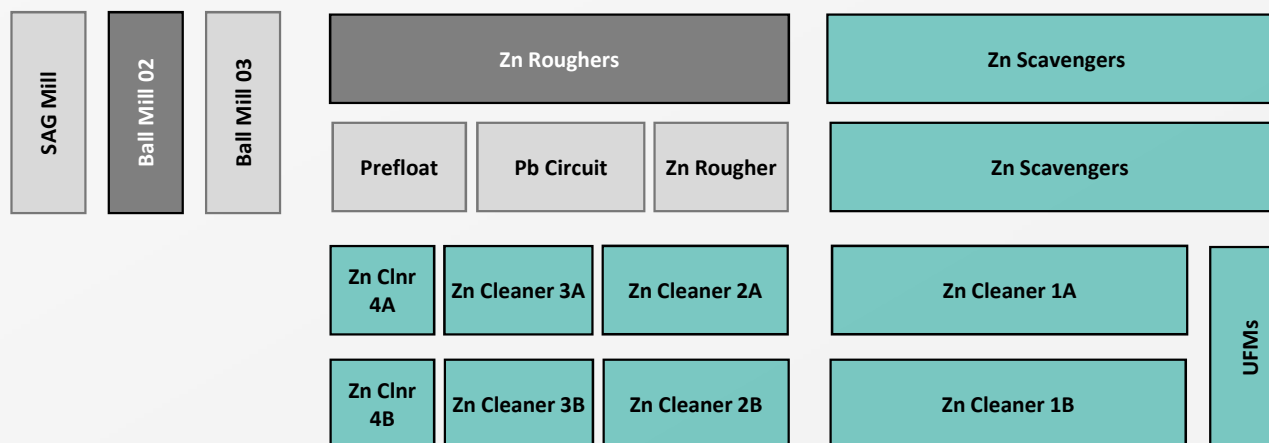 SAG Mill
Ball Mill 02
Ball Mill 03
Zn Roughers
Zn Scavengers
Prefloat
Pb Circuit
Zn Rougher
Zn Scavengers
Zn Clnr
4A
Zn Cleaner 3A
Zn Cleaner 2A
Zn Cleaner 1A
UFMs
Zn Clnr
4B
Zn Cleaner 3B
Zn Cleaner 2B
Zn Cleaner 1B